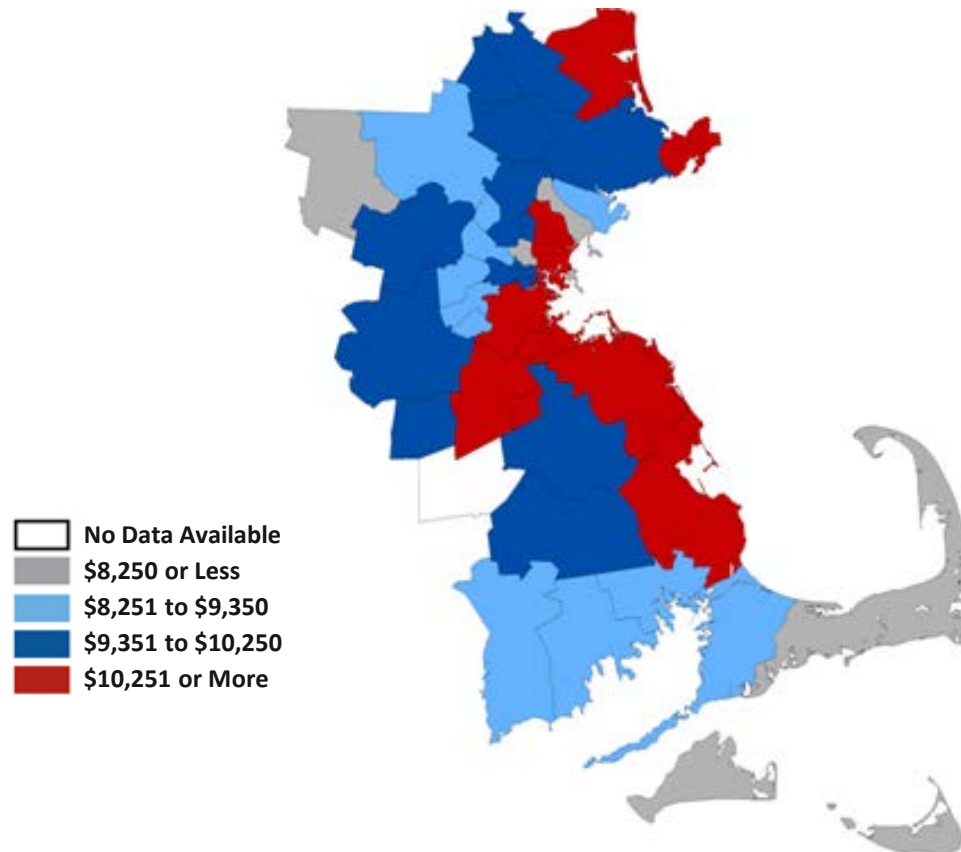 No Data Available
$8,250 or Less
$8,251 to $9,350
$9,351 to $10,250
$10,251 or More